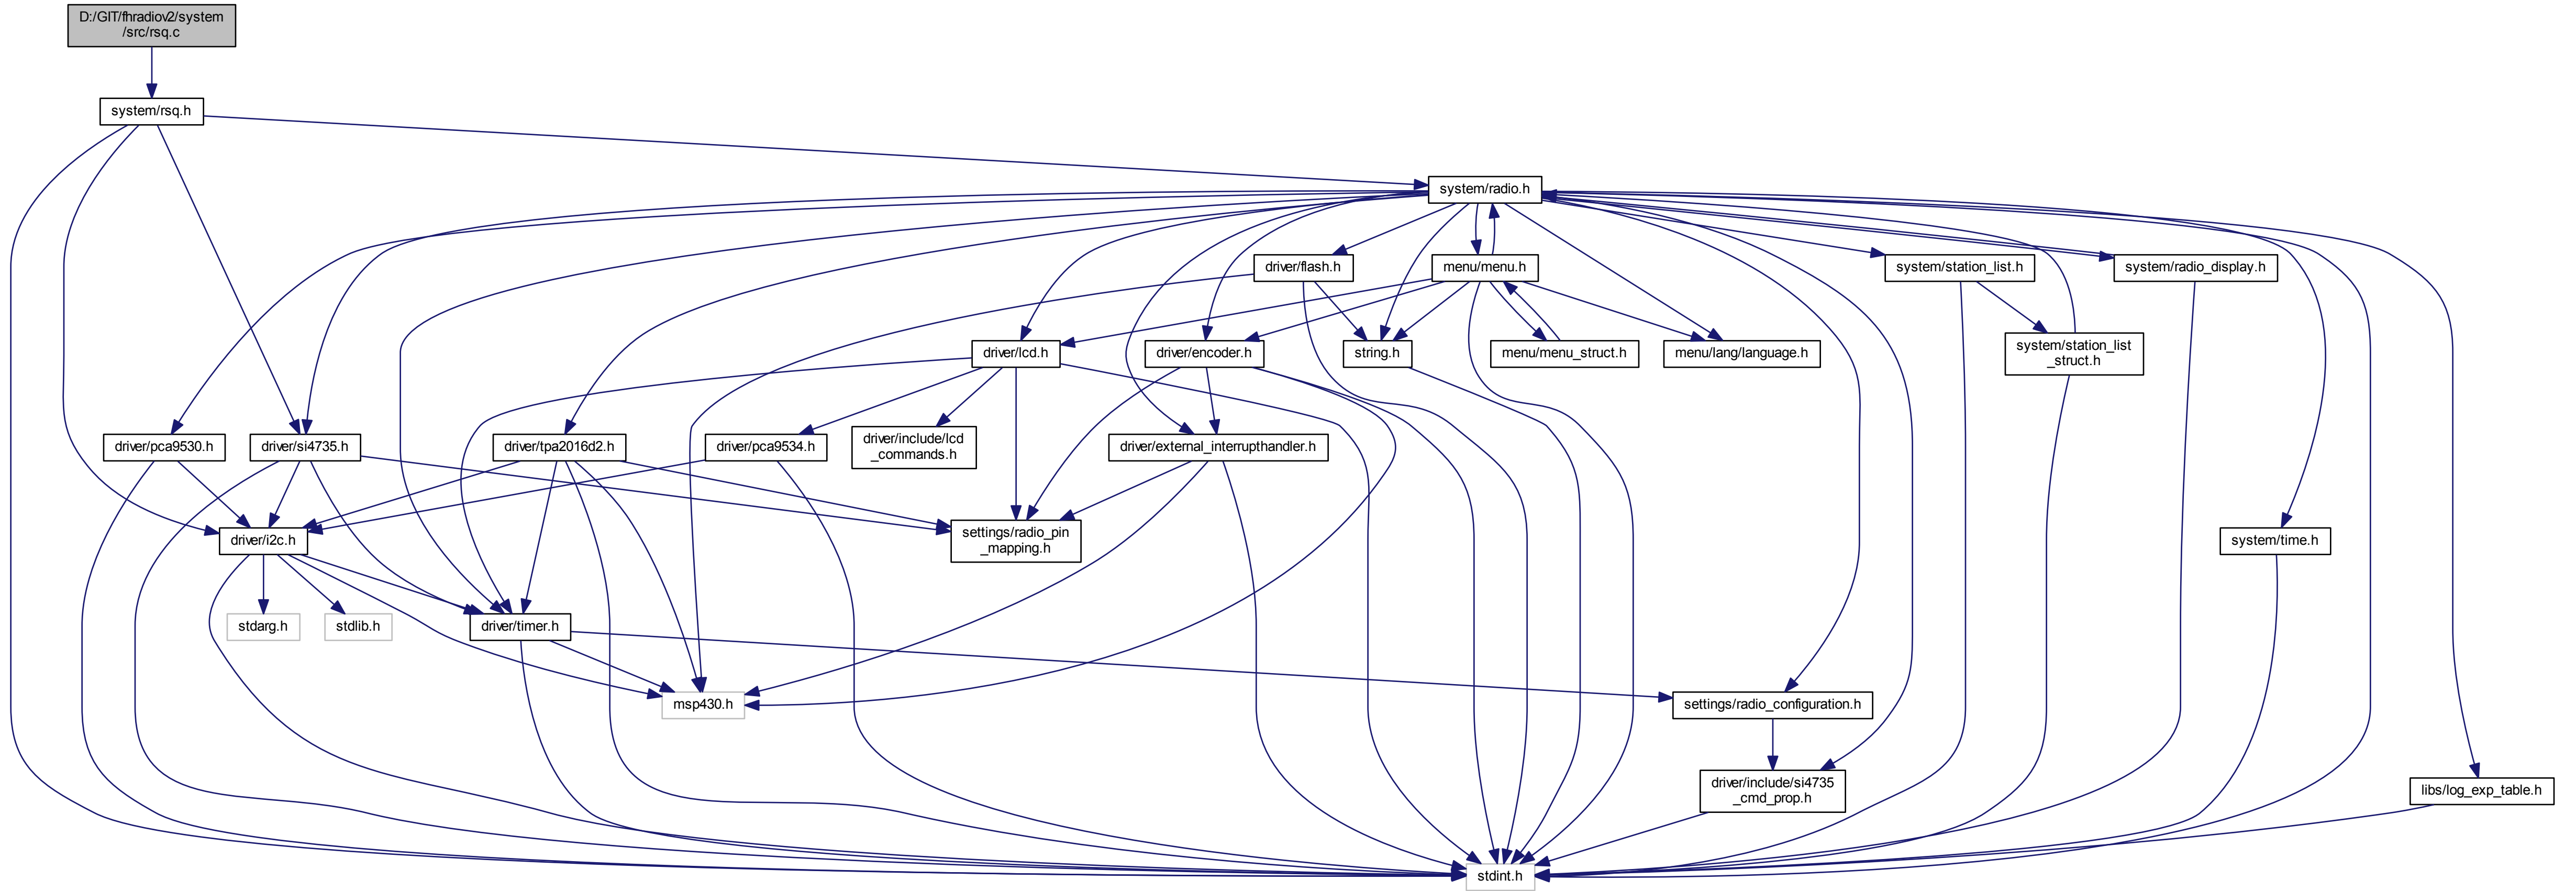 D:/GIT/fhradiov2/system
/src/rsq.c
system/rsq.h
system/radio.h
driver/flash.h
menu/menu.h
system/station_list.h
system/radio_display.h
driver/lcd.h
driver/encoder.h
string.h
menu/menu_struct.h
menu/lang/language.h
system/station_list
_struct.h
driver/pca9530.h
driver/si4735.h
driver/tpa2016d2.h
driver/pca9534.h
driver/include/lcd
_commands.h
driver/external_interrupthandler.h
driver/i2c.h
settings/radio_pin
_mapping.h
system/time.h
stdarg.h
stdlib.h
driver/timer.h
msp430.h
settings/radio_configuration.h
driver/include/si4735
_cmd_prop.h
libs/log_exp_table.h
stdint.h